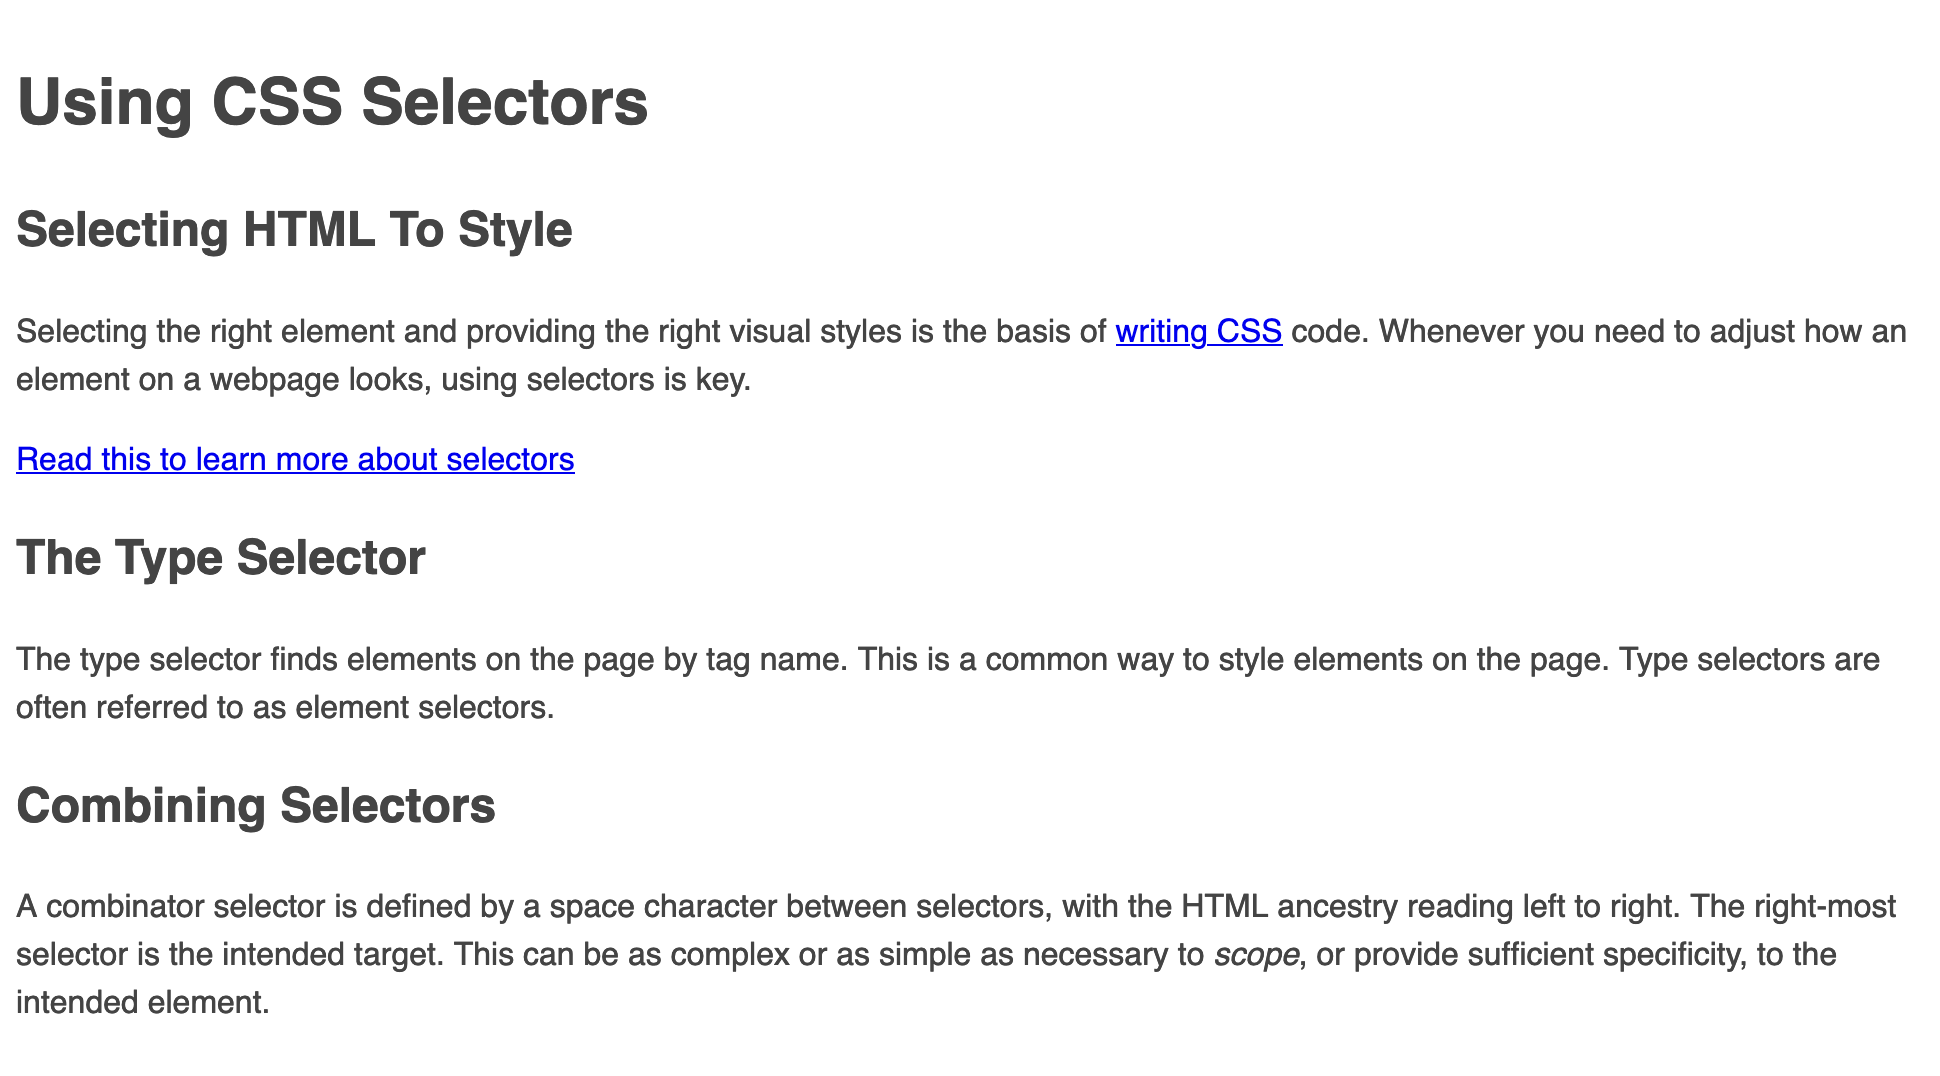 Using CSS Selectors
Selecting HTML To Style
Selecting the right element and providing the right visual styles is the basis of writing CSS code. Whenever you need to adjust how an
element on a webpage looks, using selectors is key.
Read this to learn more about selectors
The Type Selector
The type selector finds elements on the page by tag name. This is a common way to style elements on the page. Type selectors are
often referred to as element selectors.
Combining Selectors
A combinator selector is defined by a space character between selectors, with the HTML ancestry reading left to right. The right-most
selector is the intended target. This can be as complex or as simple as necessary to scope, or provide sufficient specificity, to the
intended element.